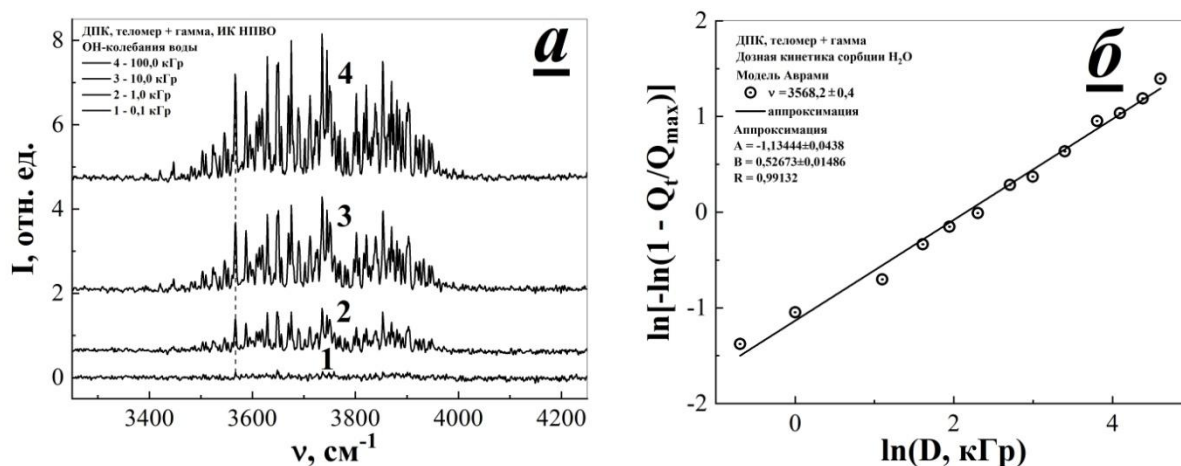 ДПК, теломер + гамма, ИК НПВО
ОН-колебания воды
4 - 100,0 кГр
3 - 10,0 кГр
2 - 1,0 кГр
1 - 0,1 кГр
а
4
3
2
1
8
6
4
2
0
I, отн. ед.
3400 3600 3800 4000 4200
ν, см⁻¹
ДПК, теломер + гамма
Дозная кинетика сорбции H₂O
Модель Аврами
ν = 3568,2 ± 0,4
аппроксимация
Аппроксимация
A = -1,13444±0,0438
B = 0,52673±0,01486
R = 0,99132
б
2
1
0
-1
-2
ln[-ln(1 - Qₜ/Qₘₐₓ)]
0 2 4
ln(D, кГр)